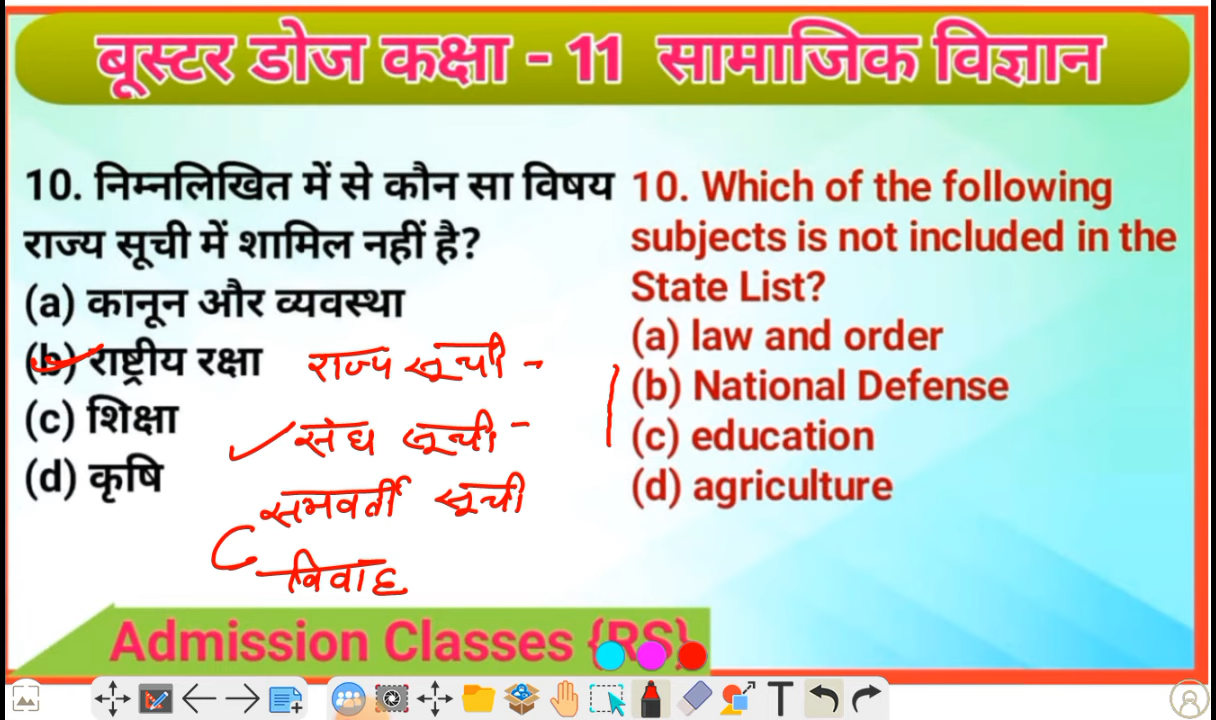 बूस्टर डोज कक्षा - 11 सामाजिक विज्ञान
10. निम्नलिखित में से कौन सा विषय
राज्य सूची में शामिल नहीं है?
(a) कानून और व्यवस्था
(b) राष्ट्रीय रक्षा
(c) शिक्षा
(d) कृषि
राज्य सूची -
संघ सूची -
समवर्ती सूची
विवाह
10. Which of the following
subjects is not included in the
State List?
(a) law and order
(b) National Defense
(c) education
(d) agriculture
Admission Classes {RS}
T